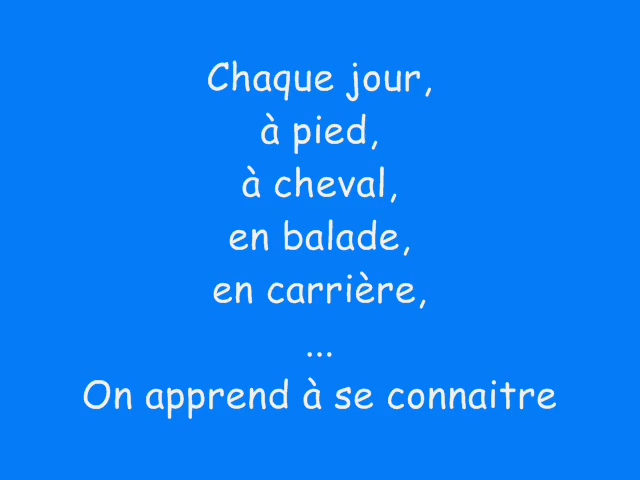 Chaque jour,
à pied,
à cheval,
en balade,
en carrière,
...
On apprend à se connaitre